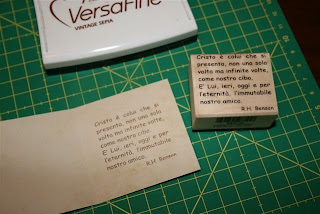 VersaFine
VINTAGE SEPIA
Cristo è colui che si
presenta, non una sola
volta ma infinite volte,
come nostro cibo.
E' Lui, ieri, oggi e per
l'eternità, l'immutabile
nostro amico.
R.H. Benson
Cristo è colui che si
presenta, non una sola
volta ma infinite volte,
come nostro cibo.
E' Lui, ieri, oggi e per
l'eternità, l'immutabile
nostro amico.
R.H. Benson